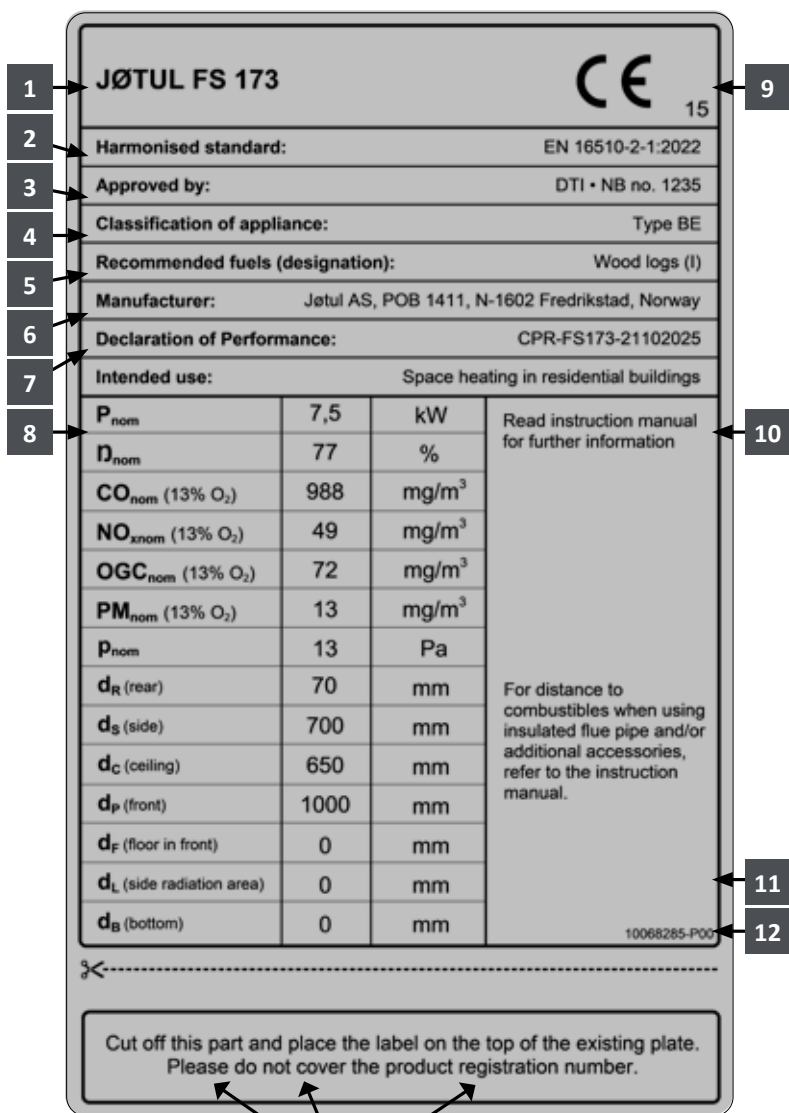 JØTUL FS 173
CE
15
Harmonised standard: EN 16510-2-1:2022
Approved by: DTI • NB no. 1235
Classification of appliance: Type BE
Recommended fuels (designation): Wood logs (I)
Manufacturer: Jøtul AS, POB 1411, N-1602 Fredrikstad, Norway
Declaration of Performance: CPR-FS173-21102025
Intended use: Space heating in residential buildings
Pnom 7,5 kW
ηnom 77 %
COnom (13% O₂) 988 mg/m³
NOxnom (13% O₂) 49 mg/m³
OGCnom (13% O₂) 72 mg/m³
PMnom (13% O₂) 13 mg/m³
pnom 13 Pa
dR (rear) 70 mm
dS (side) 700 mm
dC (ceiling) 650 mm
dP (front) 1000 mm
dF (floor in front) 0 mm
dL (side radiation area) 0 mm
dB (bottom) 0 mm
Read instruction manual
for further information
For distance to
combustibles when using
insulated flue pipe and/or
additional accessories,
refer to the instruction
manual.
10068285-P00
Cut off this part and place the label on the top of the existing plate.
Please do not cover the product registration number.
1
2
3
4
5
6
7
8
9
10
11
12